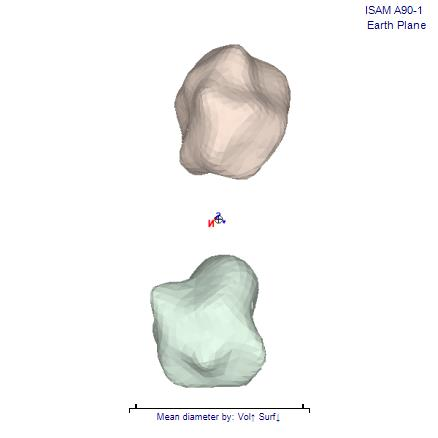 ISAM A90-1
Earth Plane
Mean diameter by: Vol↑ Surf↓